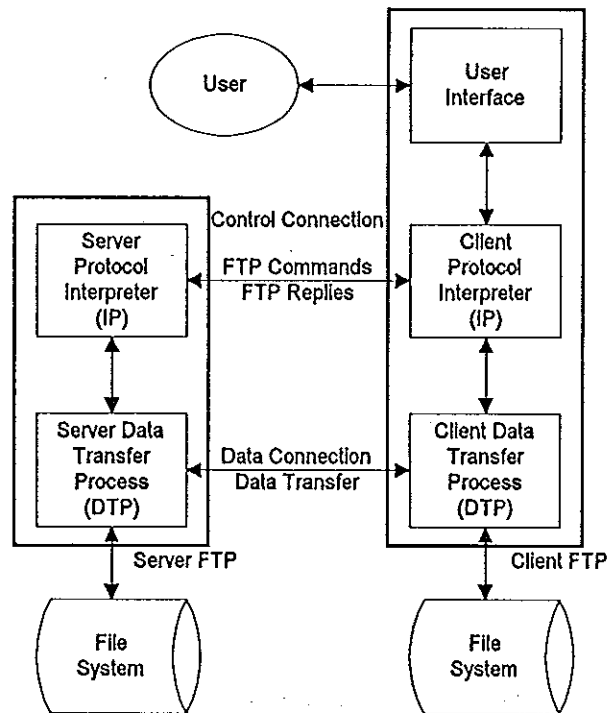 User
User
Interface
Control Connection
Server
Protocol
Interpreter
(IP)
FTP Commands
FTP Replies
Client
Protocol
Interpreter
(IP)
Server Data
Transfer
Process
(DTP)
Data Connection
Data Transfer
Client Data
Transfer
Process
(DTP)
Server FTP
Client FTP
File
System
File
System